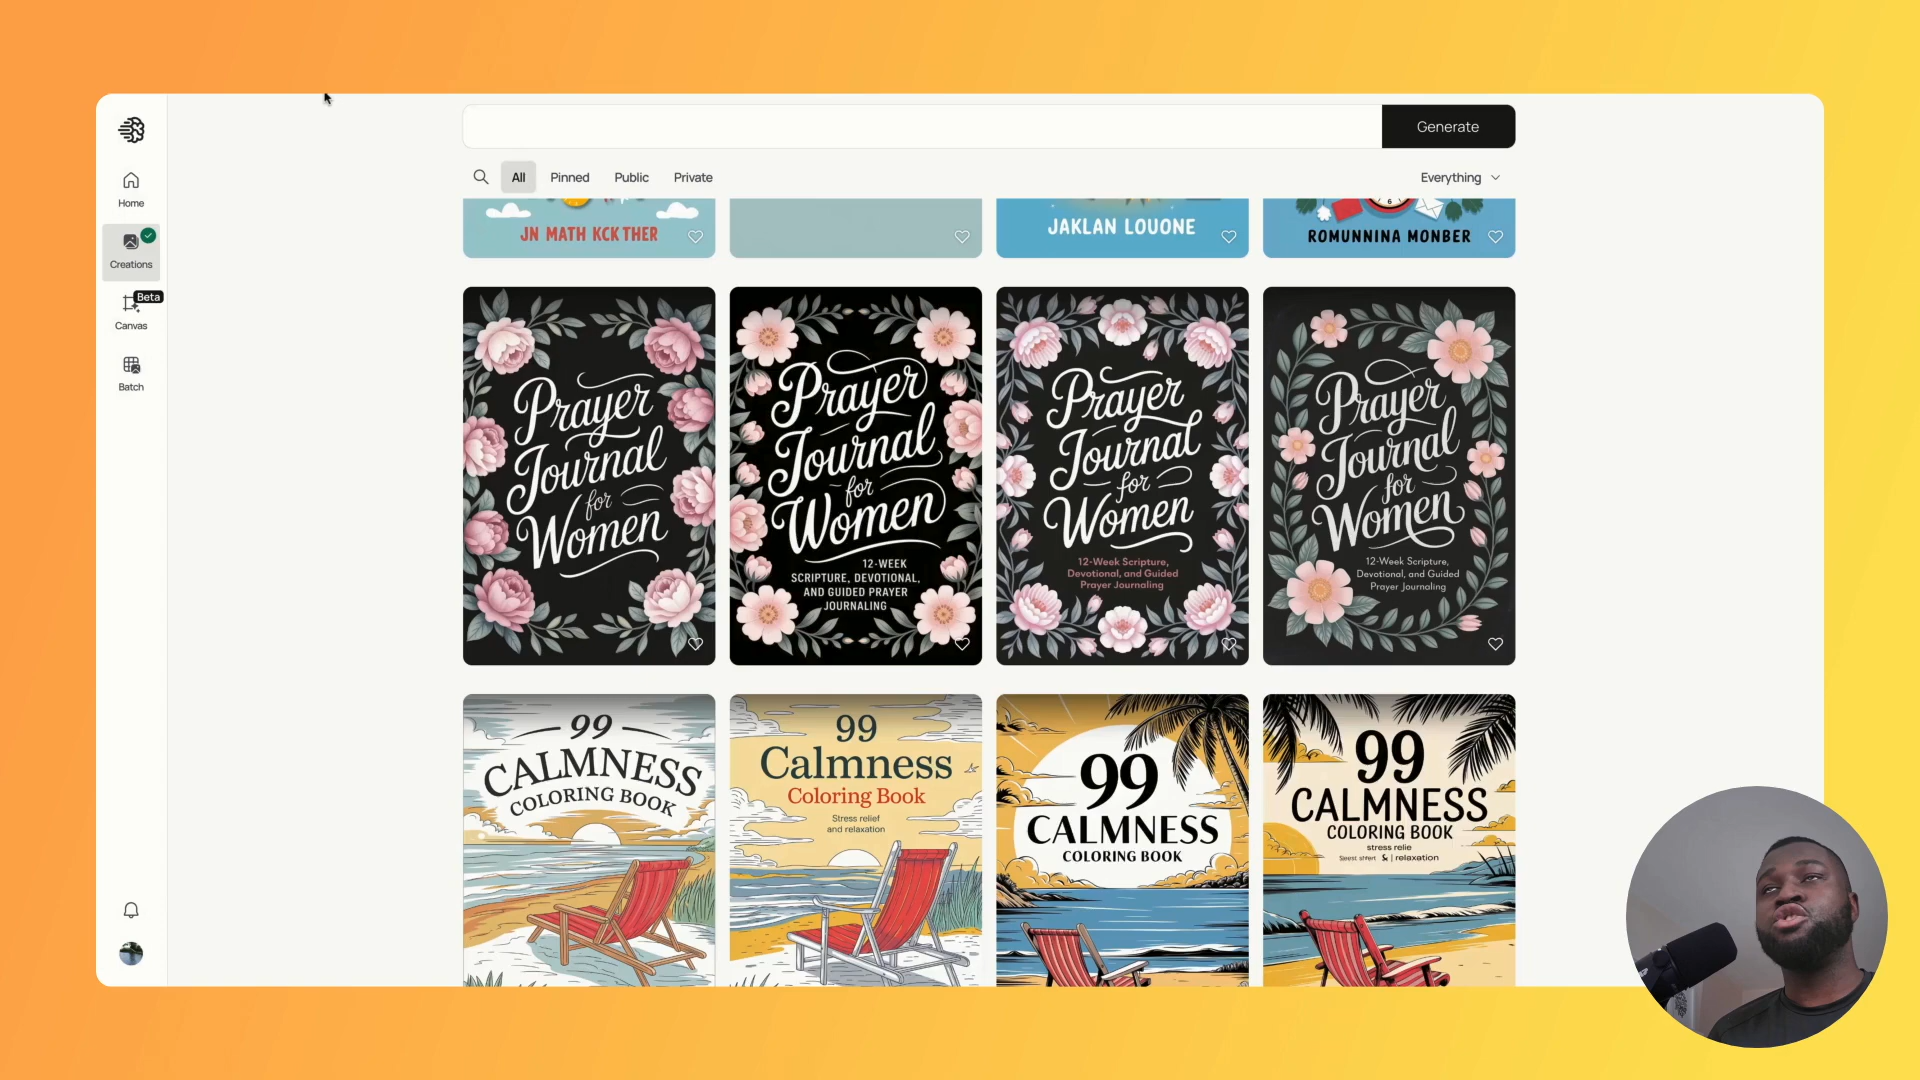 Generate
All
Pinned
Public
Private
Everything
Home
Creations
Beta
Canvas
Batch
JN MATH KCK THER
JAKLAN LOUONE
6
ROMUNNINA MONBER
Prayer
Journal
for
Women
Prayer
Journal
for
Women
12-WEEK
SCRIPTURE, DEVOTIONAL,
AND GUIDED PRAYER
JOURNALING
Prayer
Journal
for
Women
12-Week Scripture,
Devotional, and Guided
Prayer Journaling
Prayer
Journal
for
Women
12-Week Scripture,
Devotional, and Guided
Prayer Journaling
99
CALMNESS
COLORING BOOK
99
Calmness
Coloring Book
Stress relief
and relaxation
99
CALMNESS
COLORING BOOK
99
CALMNESS
COLORING BOOK
stress relie
& | relaxation